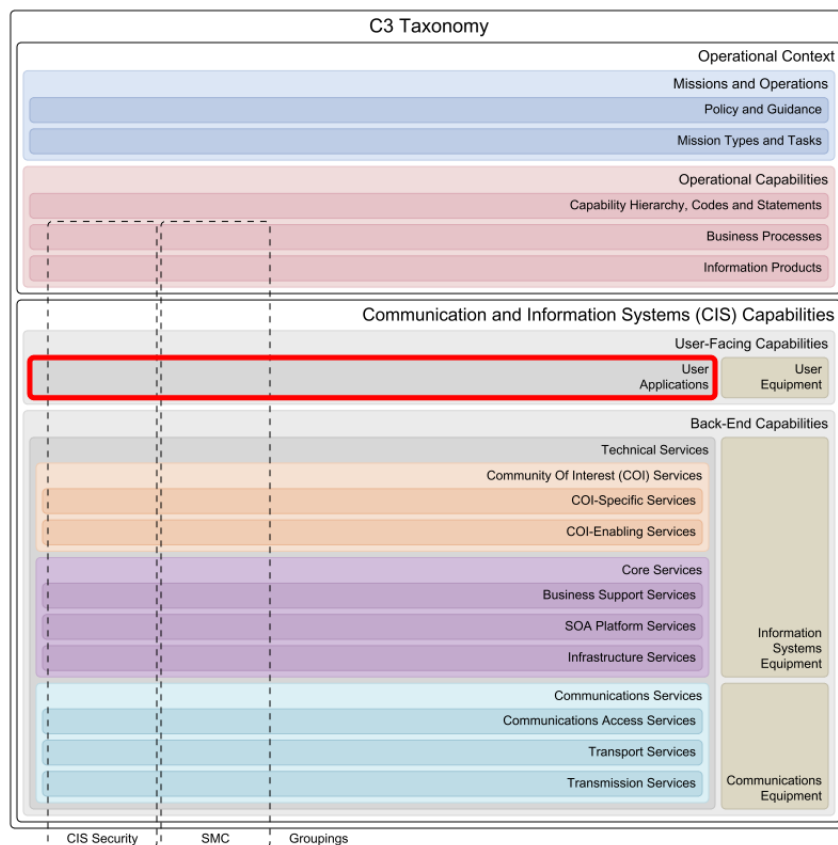 C3 Taxonomy
Operational Context
Missions and Operations
Policy and Guidance
Mission Types and Tasks
Operational Capabilities
Capability Hierarchy, Codes and Statements
Business Processes
Information Products
Communication and Information Systems (CIS) Capabilities
User-Facing Capabilities
User
Applications
User
Equipment
Back-End Capabilities
Technical Services
Community Of Interest (COI) Services
COI-Specific Services
COI-Enabling Services
Core Services
Business Support Services
SOA Platform Services
Infrastructure Services
Information
Systems
Equipment
Communications Services
Communications Access Services
Transport Services
Transmission Services
Communications
Equipment
CIS Security
SMC
Groupings